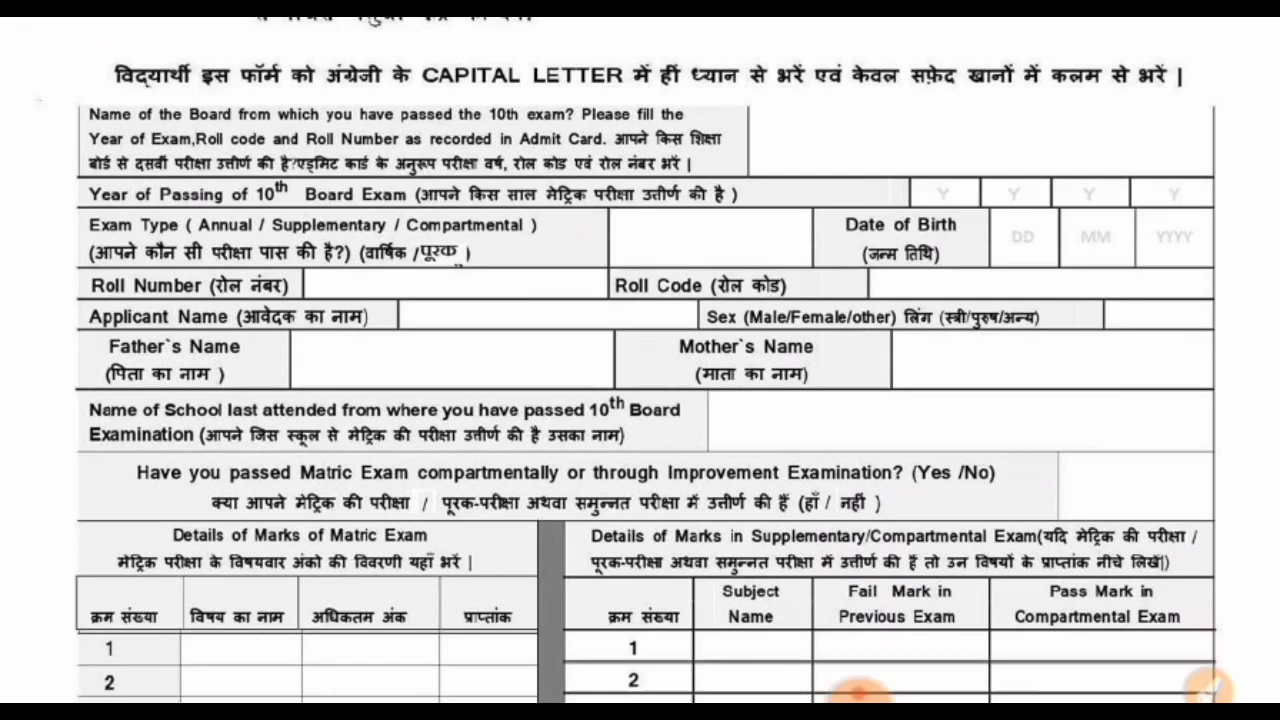 विद्यार्थी इस फॉर्म को अंग्रेजी के CAPITAL LETTER में हीं ध्यान से भरें एवं केवल सफ़ेद खानों में कलम से भरें |
Name of the Board from which you have passed the 10th exam? Please fill the
Year of Exam,Roll code and Roll Number as recorded in Admit Card. आपने किस शिक्षा
बोर्ड से दसवीं परीक्षा उत्तीर्ण की है?एड्मिट कार्ड के अनुरूप परीक्षा वर्ष, रोल कोड एवं रोल नंबर भरें |
Year of Passing of 10th Board Exam (आपने किस साल मेट्रिक परीक्षा उत्तीर्ण की है ) Y Y Y Y
Exam Type ( Annual / Supplementary / Compartmental )
(आपने कौन सी परीक्षा पास की है?) (वार्षिक /पूरक )
Date of Birth
(जन्म तिथि)
DD MM YYYY
Roll Number (रोल नंबर) Roll Code (रोल कोड)
Applicant Name (आवेदक का नाम) Sex (Male/Female/other) लिंग (स्त्री/पुरुष/अन्य)
Father`s Name
(पिता का नाम )
Mother`s Name
(माता का नाम)
Name of School last attended from where you have passed 10th Board
Examination (आपने जिस स्कूल से मेट्रिक की परीक्षा उत्तीर्ण की है उसका नाम)
Have you passed Matric Exam compartmentally or through Improvement Examination? (Yes /No)
क्या आपने मेट्रिक की परीक्षा / पूरक-परीक्षा अथवा समुन्नत परीक्षा में उत्तीर्ण की हैं (हाँ / नहीं )
Details of Marks of Matric Exam
मेट्रिक परीक्षा के विषयवार अंको की विवरणी यहाँ भरें |
Details of Marks in Supplementary/Compartmental Exam(यदि मेट्रिक की परीक्षा /
पूरक-परीक्षा अथवा समुन्नत परीक्षा में उत्तीर्ण की हैं तो उन विषयों के प्राप्तांक नीचे लिखें|)
क्रम संख्या विषय का नाम अधिकतम अंक प्राप्तांक
1
2
क्रम संख्या
Subject
Name
Fail Mark in
Previous Exam
Pass Mark in
Compartmental Exam
1
2